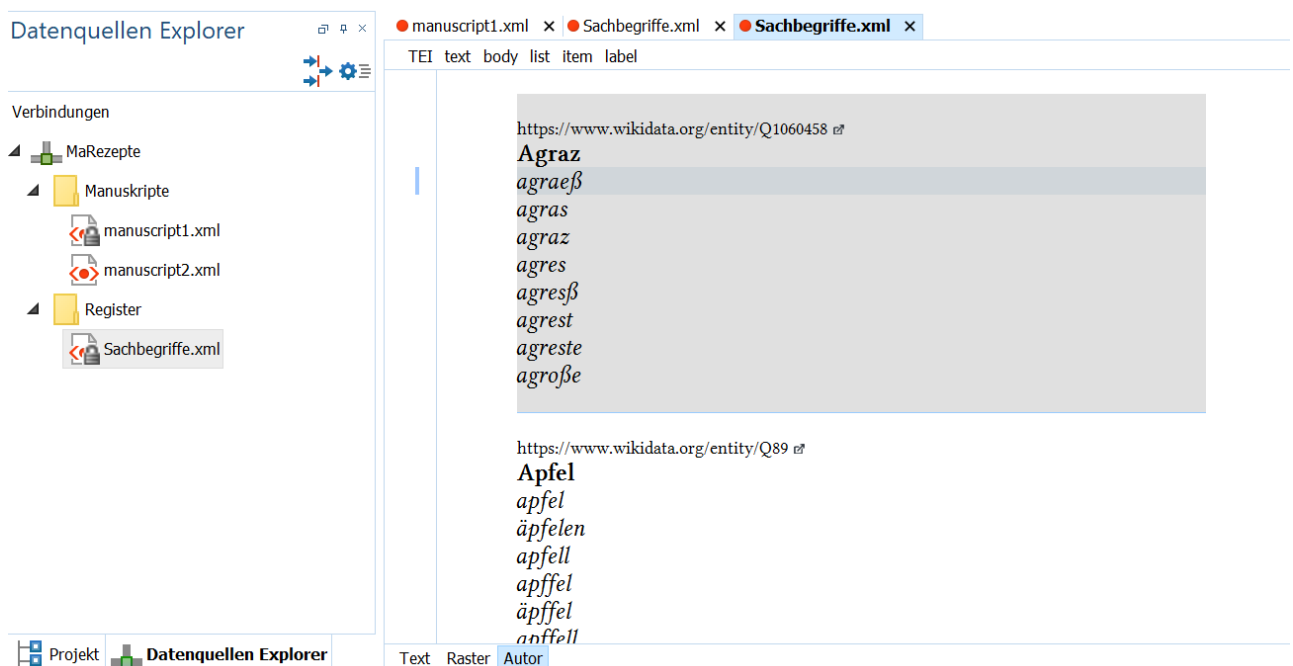 Datenquellen Explorer
Verbindungen
MaRezepte
Manuskripte
manuscript1.xml
manuscript2.xml
Register
Sachbegriffe.xml
Projekt Datenquellen Explorer
manuscript1.xml Sachbegriffe.xml Sachbegriffe.xml
TEI text body list item label
https://www.wikidata.org/entity/Q1060458
Agraz
agraeß
agras
agraz
agres
agresß
agrest
agreste
agroße
https://www.wikidata.org/entity/Q89
Apfel
apfel
äpfelen
apfell
apffel
äpffel
apffell
Text Raster Autor